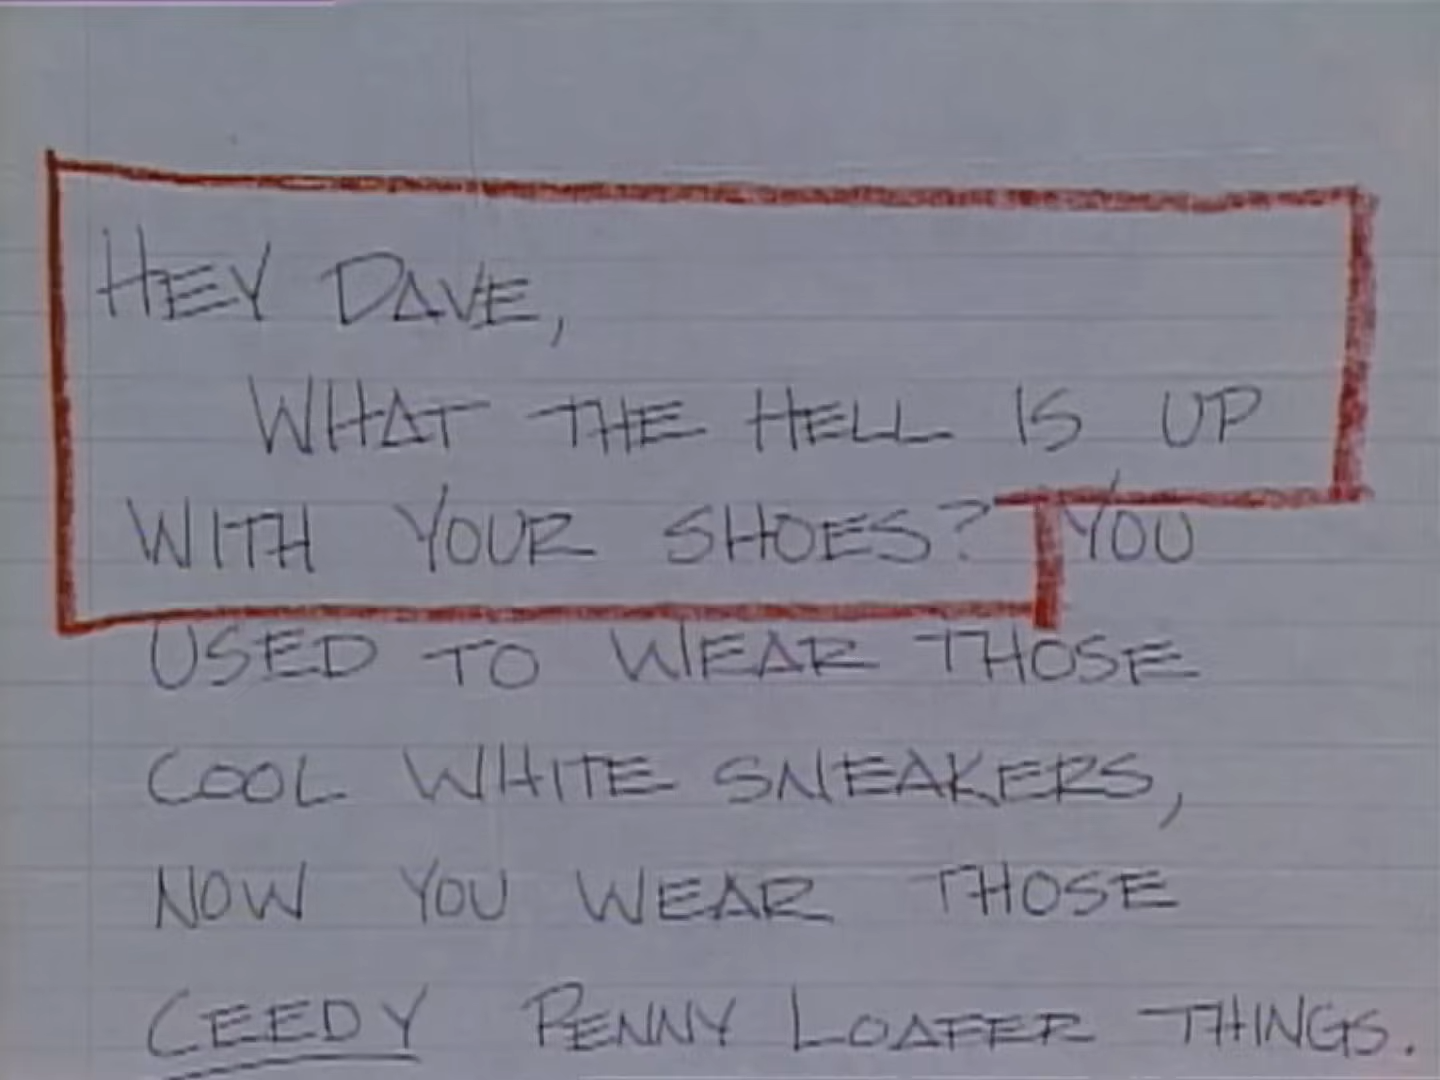 HEY DAVE,
WHAT THE HELL IS UP
WITH YOUR SHOES? YOU
USED TO WEAR THOSE
COOL WHITE SNEAKERS,
NOW YOU WEAR THOSE
CEEDY PENNY LOAFER THINGS.